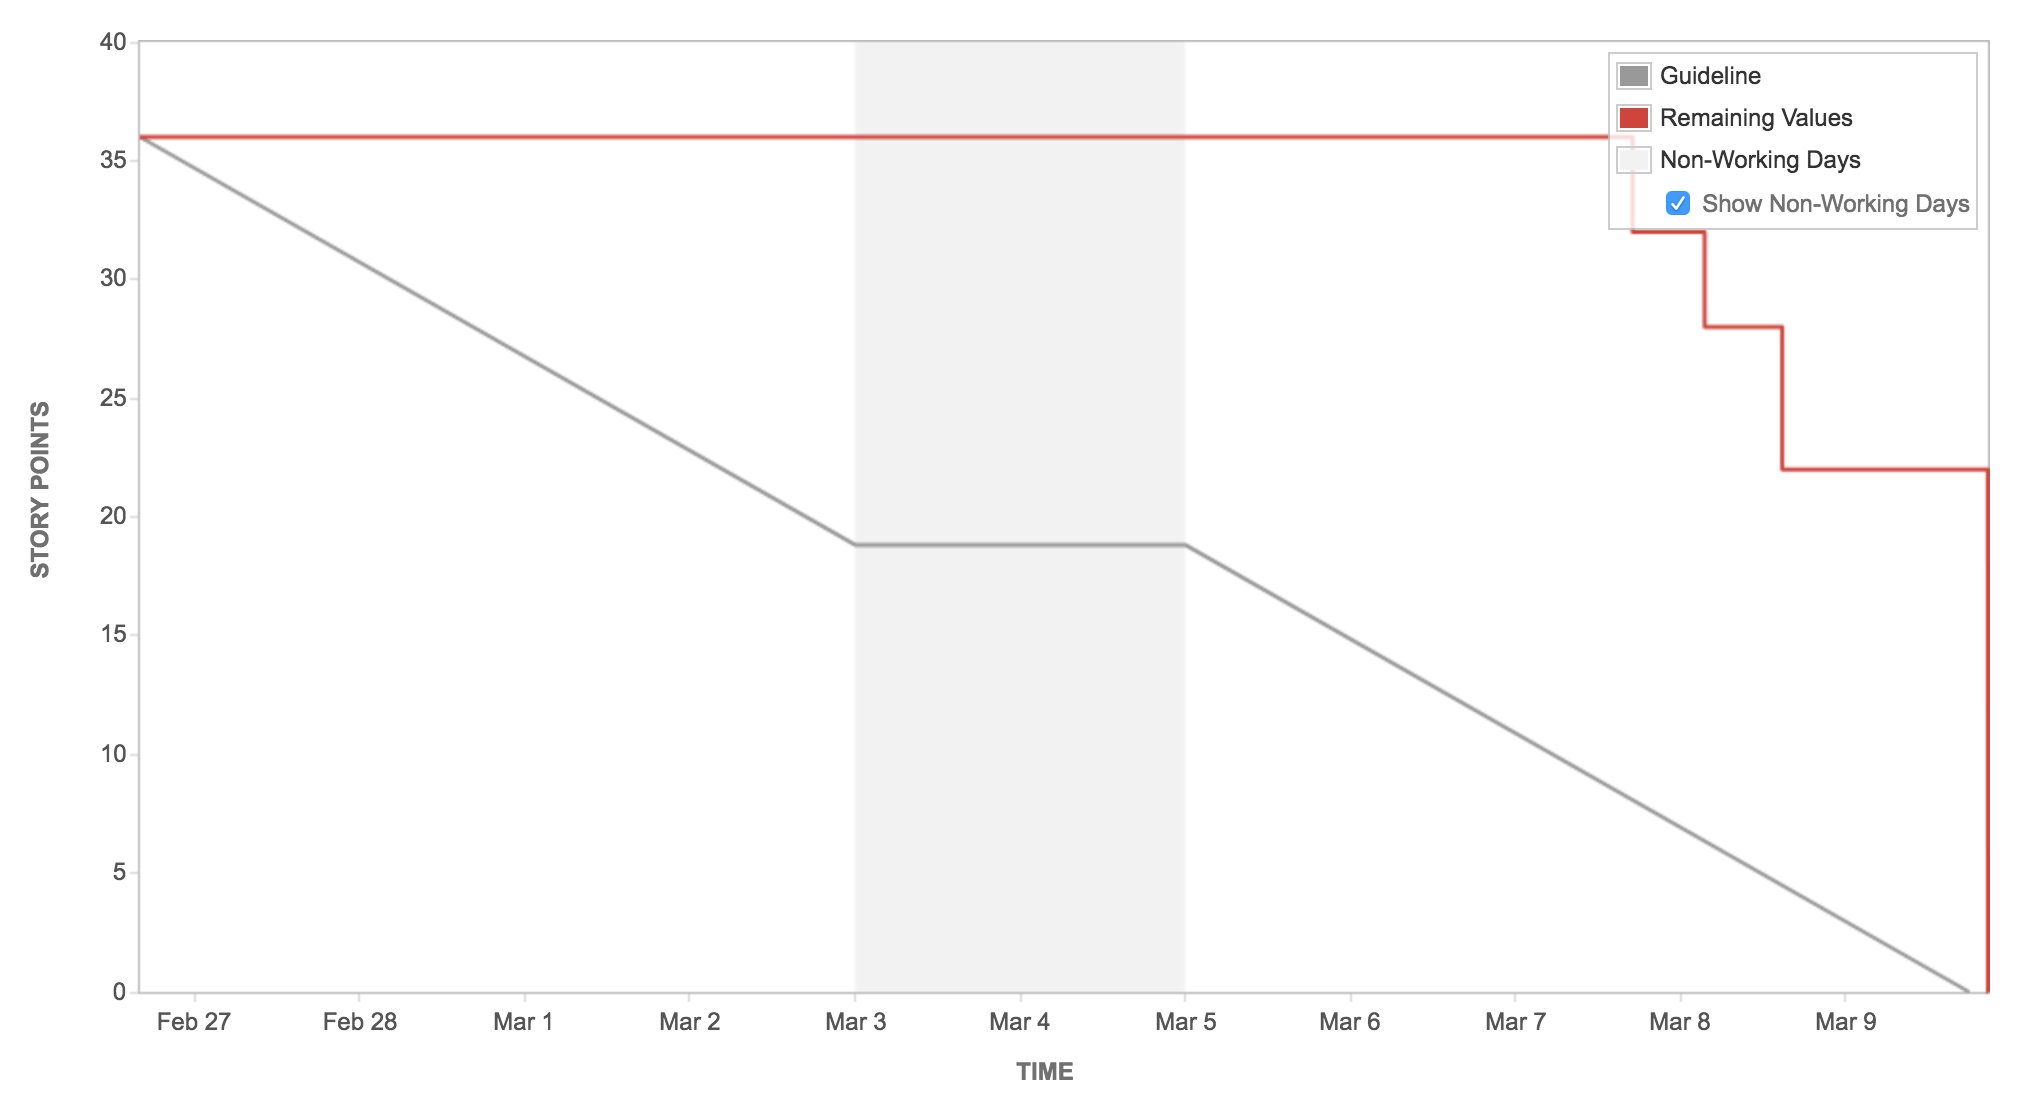 40
35
30
25
20
15
10
5
0
STORY POINTS
Guideline
Remaining Values
Non-Working Days
Show Non-Working Days
Feb 27 Feb 28 Mar 1 Mar 2 Mar 3 Mar 4 Mar 5 Mar 6 Mar 7 Mar 8 Mar 9
TIME